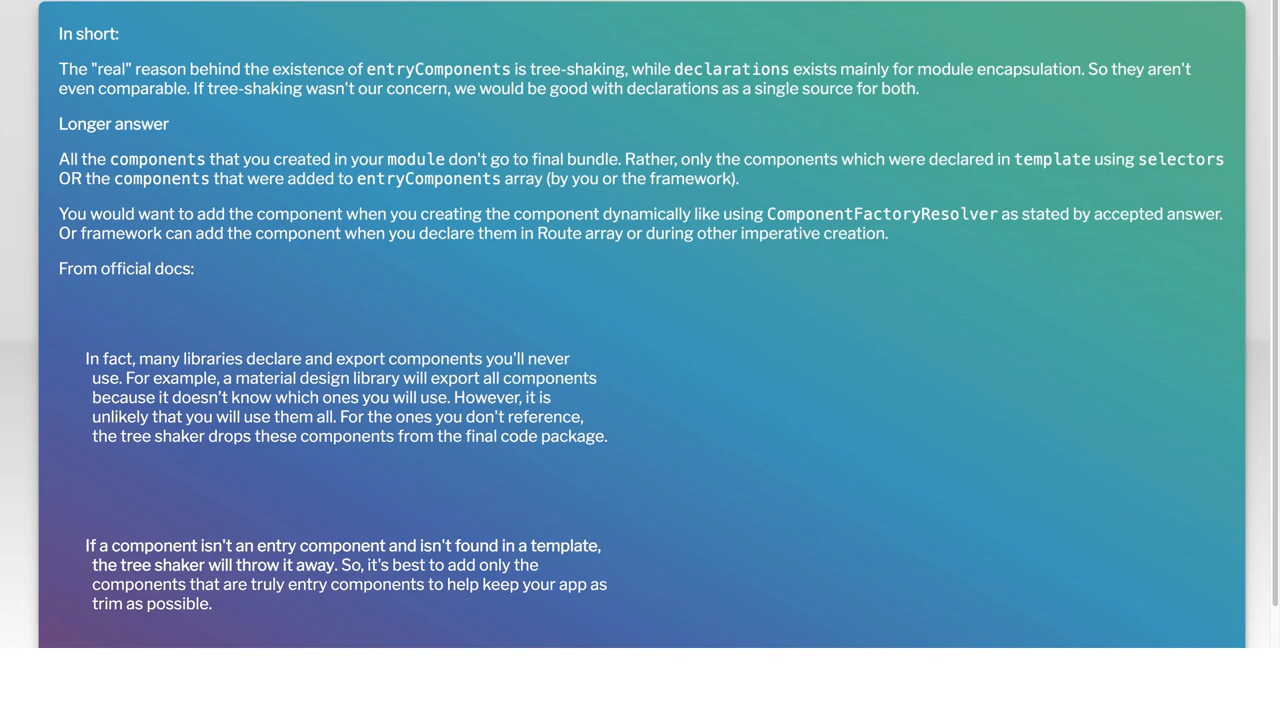 In short:
The "real" reason behind the existence of entryComponents is tree-shaking, while declarations exists mainly for module encapsulation. So they aren't
even comparable. If tree-shaking wasn't our concern, we would be good with declarations as a single source for both.
Longer answer
All the components that you created in your module don't go to final bundle. Rather, only the components which were declared in template using selectors
OR the components that were added to entryComponents array (by you or the framework).
You would want to add the component when you creating the component dynamically like using ComponentFactoryResolver as stated by accepted answer.
Or framework can add the component when you declare them in Route array or during other imperative creation.
From official docs:
In fact, many libraries declare and export components you'll never
use. For example, a material design library will export all components
because it doesn’t know which ones you will use. However, it is
unlikely that you will use them all. For the ones you don't reference,
the tree shaker drops these components from the final code package.
If a component isn't an entry component and isn't found in a template,
the tree shaker will throw it away. So, it's best to add only the
components that are truly entry components to help keep your app as
trim as possible.